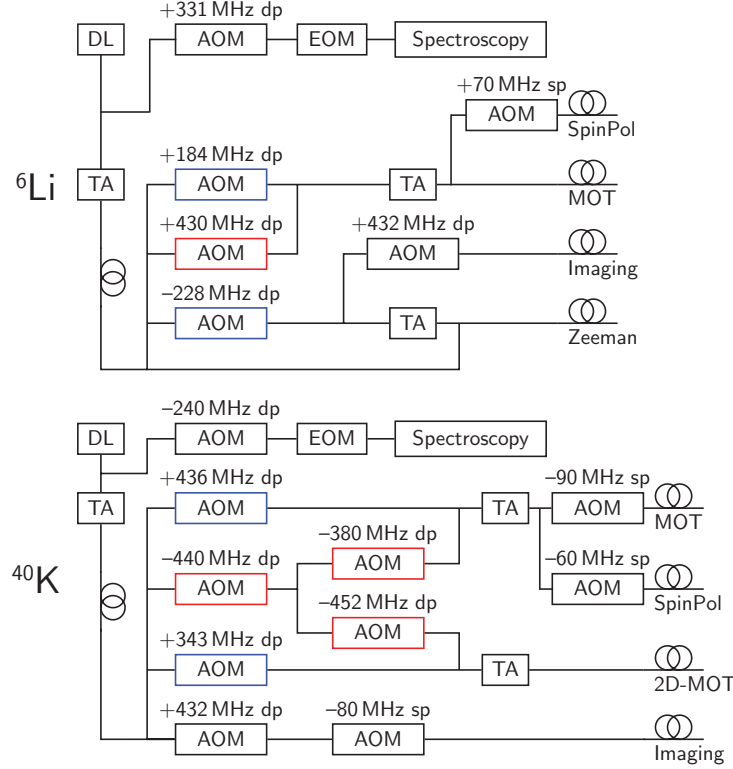 +331 MHz dp
DL AOM EOM Spectroscopy
+70 MHz sp
AOM
SpinPol
+184 MHz dp
⁶Li TA AOM TA
MOT
+430 MHz dp +432 MHz dp
AOM AOM
Imaging
−228 MHz dp
AOM TA
Zeeman
−240 MHz dp
DL AOM EOM Spectroscopy
+436 MHz dp −90 MHz sp
TA AOM TA AOM
MOT
−380 MHz dp
AOM
⁴⁰K −440 MHz dp −60 MHz sp
AOM AOM
SpinPol
−452 MHz dp
AOM
+343 MHz dp
AOM TA
2D-MOT
+432 MHz dp −80 MHz sp
AOM AOM
Imaging